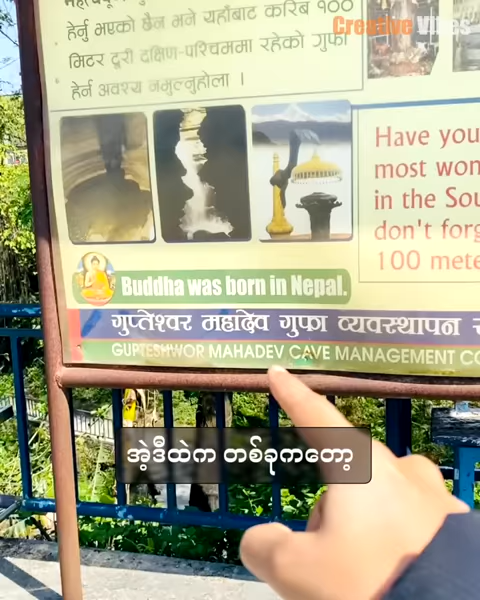 Creative Vibes
हेर्नु भएको छैन भने यहाँबाट करिब १००
मिटर दूरी दक्षिण-पश्चिममा रहेको गुफा
हेर्न अवश्य नभुल्नुहोला ।
Have you
most won
in the Sou
don't forg
100 mete
Buddha was born in Nepal.
गुप्तेश्वर महादेव गुफा व्यवस्थापन
GUPTESHWOR MAHADEV CAVE MANAGEMENT CO
အဲ့ဒီထဲက တစ်ခုကတော့